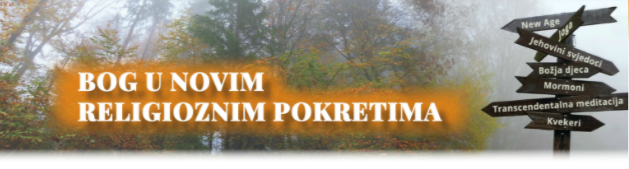 BOG U NOVIM
RELIGIOZNIM POKRETIMA
New Age
Joga
Jehovini svjedoci
Božja djeca
Mormoni
Transcendentalna meditacija
Kvekeri